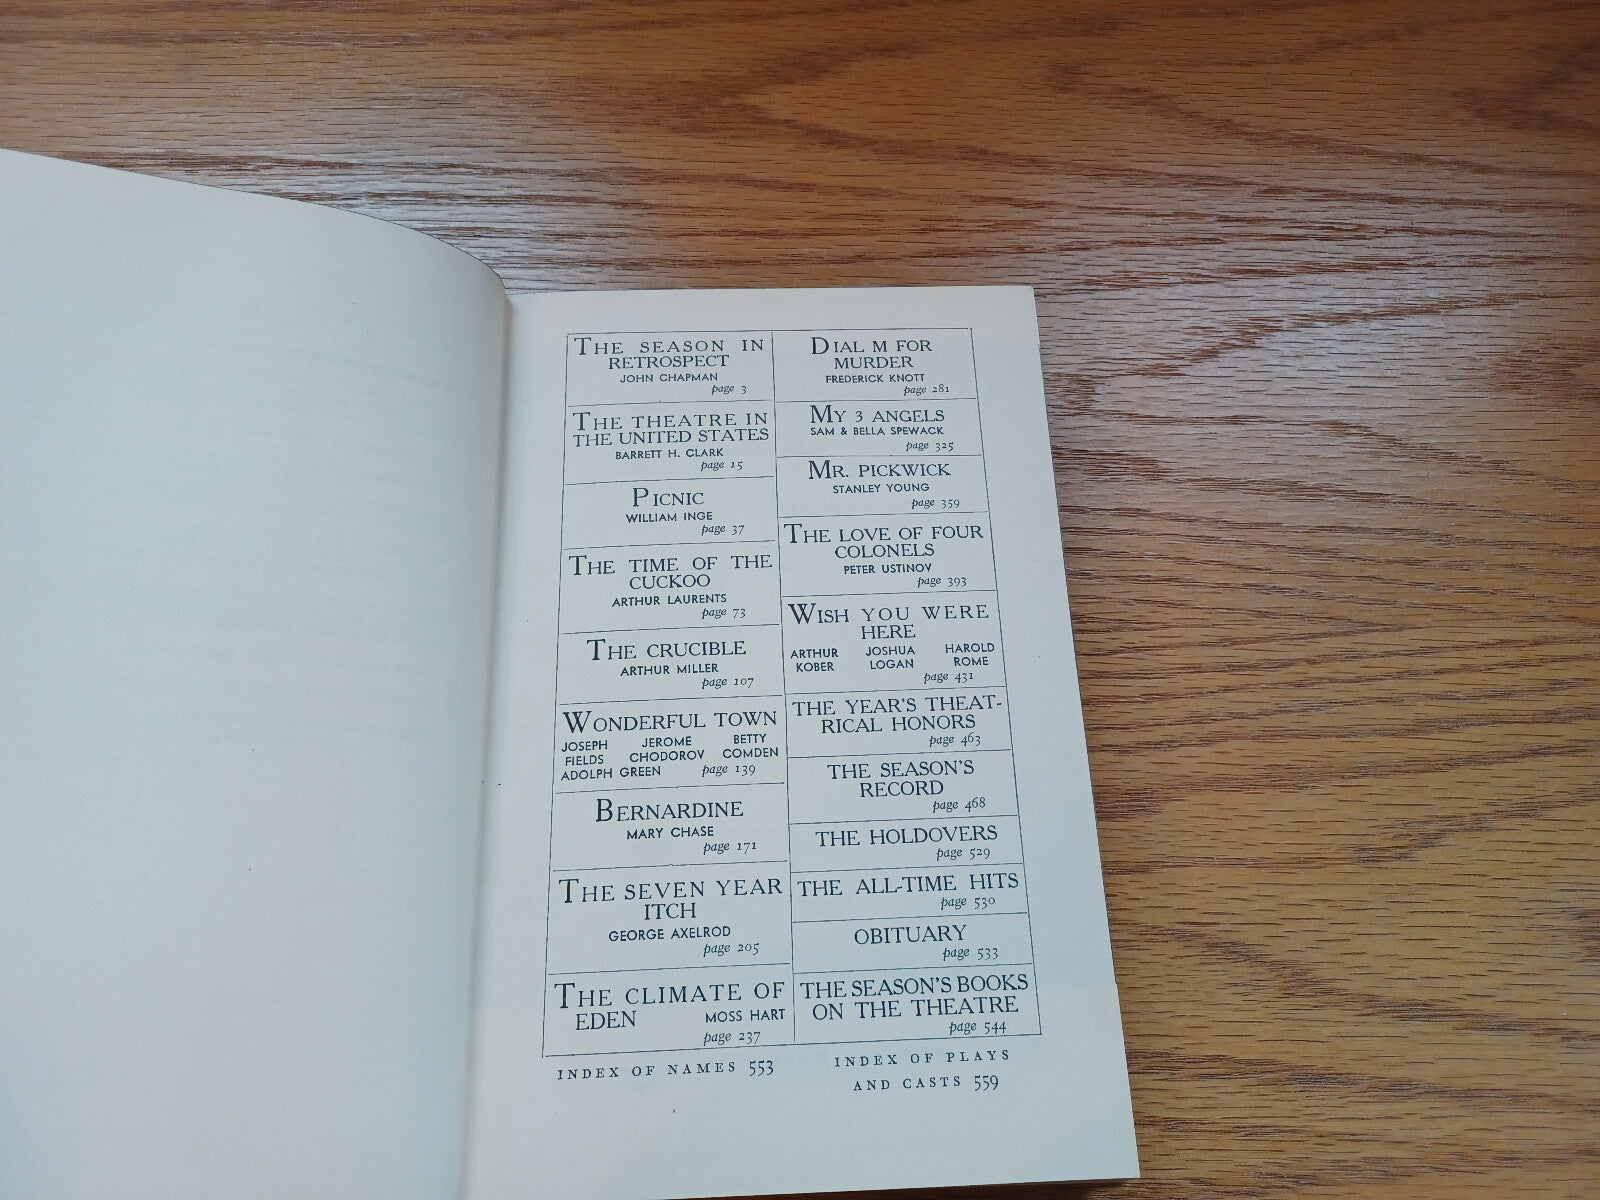 THE SEASON IN
RETROSPECT
JOHN CHAPMAN
page 3
THE THEATRE IN
THE UNITED STATES
BARRETT H. CLARK
page 15
PICNIC
WILLIAM INGE
page 37
THE TIME OF THE
CUCKOO
ARTHUR LAURENTS
page 73
THE CRUCIBLE
ARTHUR MILLER
page 107
WONDERFUL TOWN
JOSEPH JEROME BETTY
FIELDS CHODOROV COMDEN
ADOLPH GREEN page 139
BERNARDINE
MARY CHASE
page 171
THE SEVEN YEAR
ITCH
GEORGE AXELROD
page 205
THE CLIMATE OF
EDEN MOSS HART
page 237
DIAL M FOR
MURDER
FREDERICK KNOTT
page 281
MY 3 ANGELS
SAM & BELLA SPEWACK
page 325
MR. PICKWICK
STANLEY YOUNG
page 359
THE LOVE OF FOUR
COLONELS
PETER USTINOV
page 393
WISH YOU WERE
HERE
ARTHUR JOSHUA HAROLD
KOBER LOGAN ROME
page 431
THE YEAR'S THEAT-
RICAL HONORS
page 463
THE SEASON'S
RECORD
page 468
THE HOLDOVERS
page 529
THE ALL-TIME HITS
page 530
OBITUARY
page 533
THE SEASON'S BOOKS
ON THE THEATRE
page 544
INDEX OF NAMES 553
INDEX OF PLAYS
AND CASTS 559